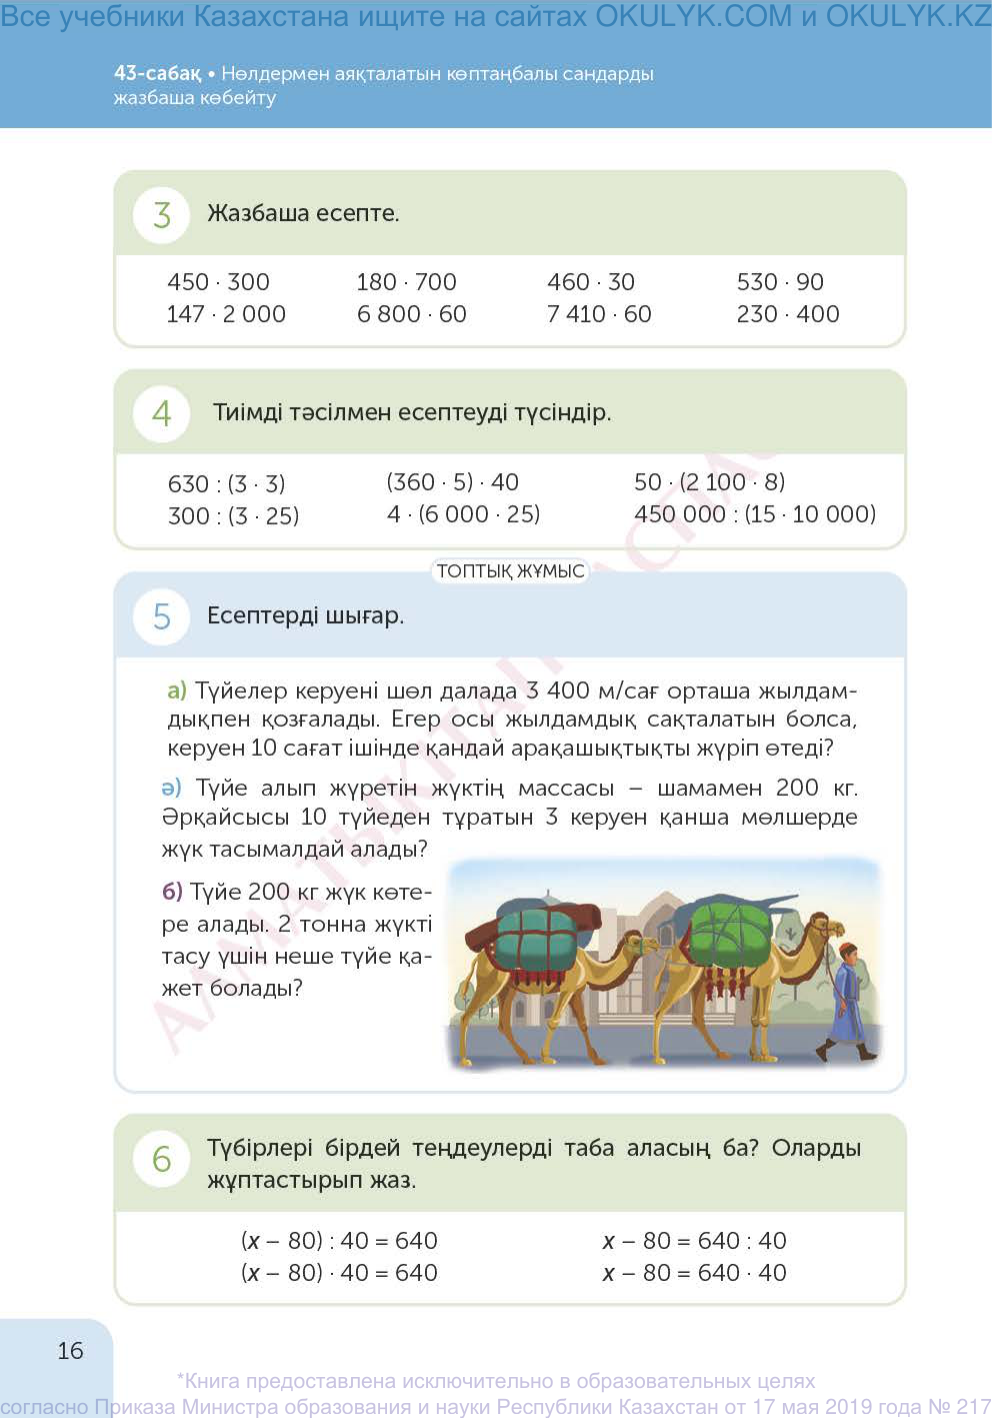 Все учебники Казахстана ищите на сайтах OKULYK.COM и OKULYK.KZ
43-сабақ • Нөлдермен аяқталатын көптаңбалы сандарды
жазбаша көбейту
3 Жазбаша есепте.
450 · 300 180 · 700 460 · 30 530 · 90
147 · 2 000 6 800 · 60 7 410 · 60 230 · 400
4 Тиімді тәсілмен есептеуді түсіндір.
630 : (3 · 3) (360 · 5) · 40 50 · (2 100 · 8)
300 : (3 · 25) 4 · (6 000 · 25) 450 000 : (15 · 10 000)
ТОПТЫҚ ЖҰМЫС
5 Есептерді шығар.
а) Түйелер керуені шөл далада 3 400 м/сағ орташа жылдам-
дықпен қозғалады. Егер осы жылдамдық сақталатын болса,
керуен 10 сағат ішінде қандай арақашықтықты жүріп өтеді?
ә) Түйе алып жүретін жүктің массасы – шамамен 200 кг.
Әрқайсысы 10 түйеден тұратын 3 керуен қанша мөлшерде
жүк тасымалдай алады?
б) Түйе 200 кг жүк көте-
ре алады. 2 тонна жүкті
тасу үшін неше түйе қа-
жет болады?
6 Түбірлері бірдей теңдеулерді таба аласың ба? Оларды
жұптастырып жаз.
(x – 80) : 40 = 640 x – 80 = 640 : 40
(x – 80) · 40 = 640 x – 80 = 640 · 40
16
*Книга предоставлена исключительно в образовательных целях
согласно Приказа Министра образования и науки Республики Казахстан от 17 мая 2019 года № 217